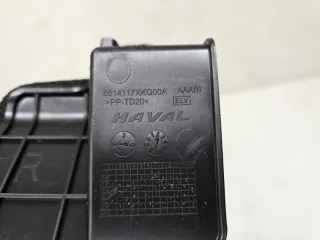 5514117XKQ00A AAABI
>PP-TD20< ELV
HAVAL
R